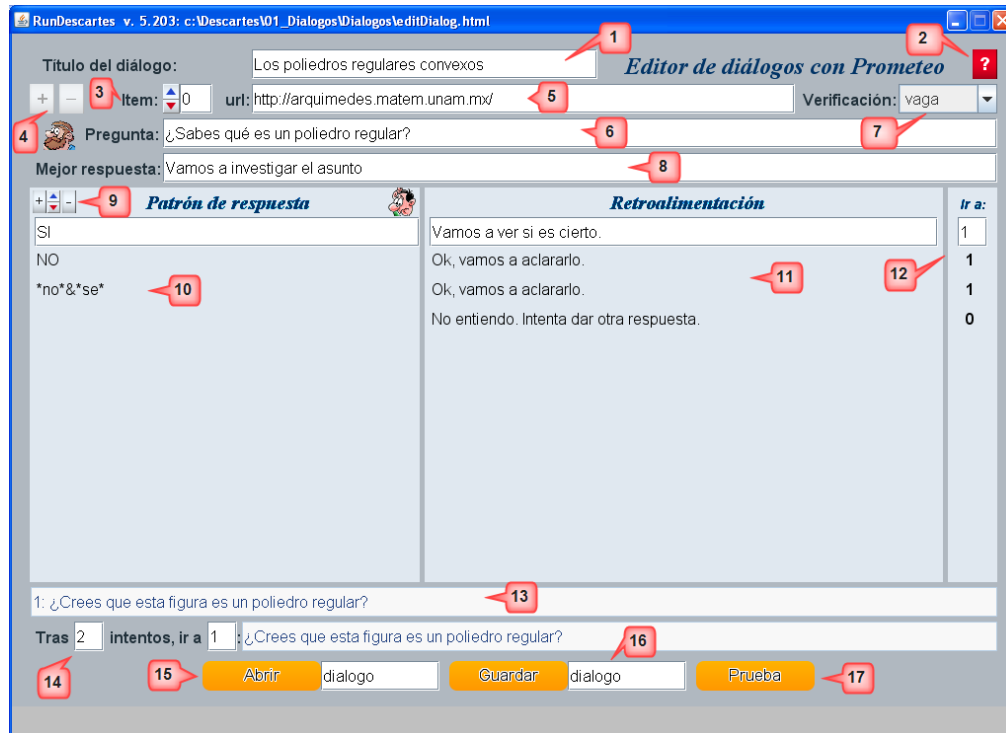 RunDescartes v. 5.203: c:\Descartes\01_Dialogos\Dialogos\editDialog.html
1
2
Título del diálogo: Los poliedros regulares convexos Editor de diálogos con Prometeo ?
+ - 3 Item: 0 url: http://arquimedes.matem.unam.mx/ 5 Verificación: vaga
4 Pregunta: ¿Sabes qué es un poliedro regular? 6 7
Mejor respuesta: Vamos a investigar el asunto 8
+ - 9 Patrón de respuesta Retroalimentación Ir a:
SI Vamos a ver si es cierto. 1
NO Ok, vamos a aclararlo. 11 12 1
*no*&*se* 10 Ok, vamos a aclararlo. 1
No entiendo. Intenta dar otra respuesta. 0
1: ¿Crees que esta figura es un poliedro regular? 13
Tras 2 intentos, ir a 1 : ¿Crees que esta figura es un poliedro regular? 16
14 15 Abrir dialogo Guardar dialogo Prueba 17